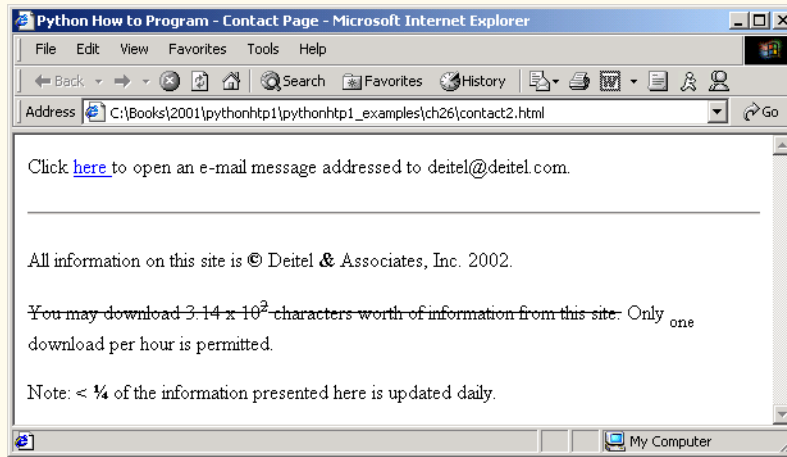 Python How to Program - Contact Page - Microsoft Internet Explorer
File Edit View Favorites Tools Help
Back Search Favorites History
Address C:\Books\2001\pythonhtp1\pythonhtp1_examples\ch26\contact2.html Go
Click here to open an e-mail message addressed to deitel@deitel.com.
All information on this site is © Deitel & Associates, Inc. 2002.
You may download 3.14 x 10² characters worth of information from this site. Only one
download per hour is permitted.
Note: < ¼ of the information presented here is updated daily.
My Computer